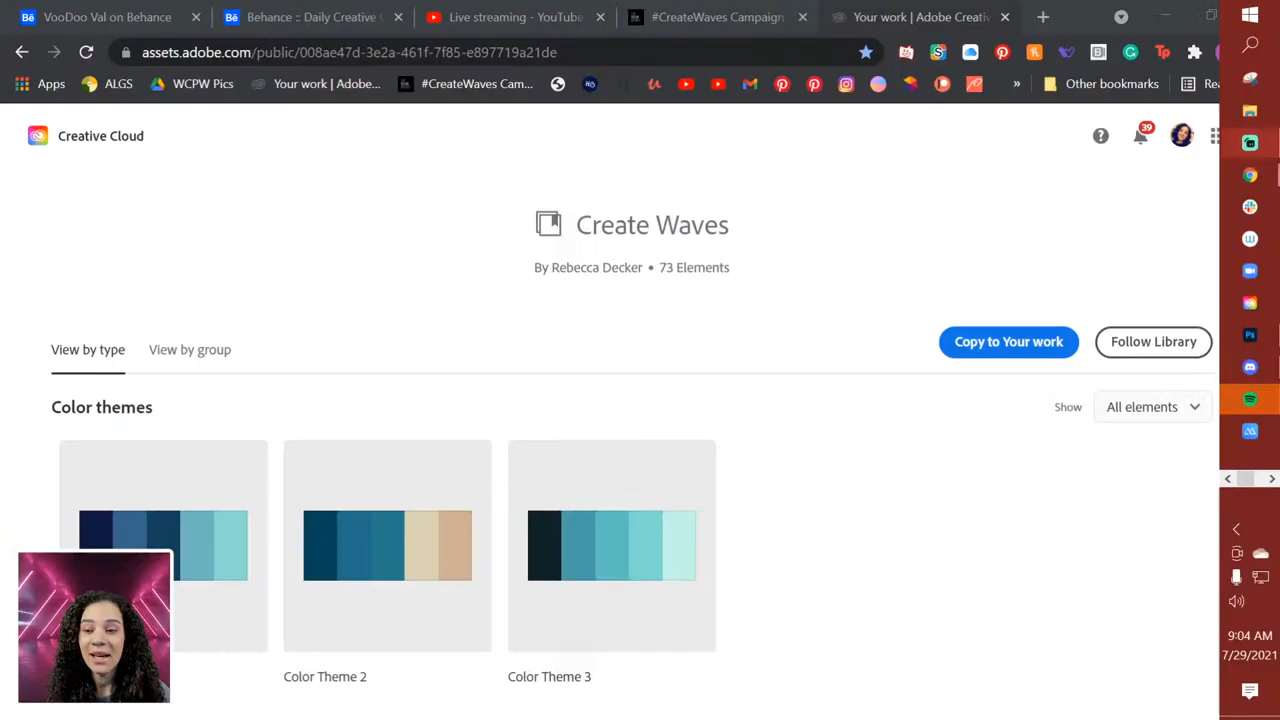 VooDoo Val on Behance
Behance :: Daily Creative C
Live streaming - YouTube
#CreateWaves Campaign
Your work | Adobe Creativ
assets.adobe.com/public/008ae47d-3e2a-461f-7f85-e897719a21de
Apps
ALGS
WCPW Pics
Your work | Adobe...
#CreateWaves Cam...
»
Other bookmarks
Rea
Creative Cloud
39
Create Waves
By Rebecca Decker • 73 Elements
View by type
View by group
Copy to Your work
Follow Library
Color themes
Show
All elements
Color Theme 2
Color Theme 3
9:04 AM
7/29/2021